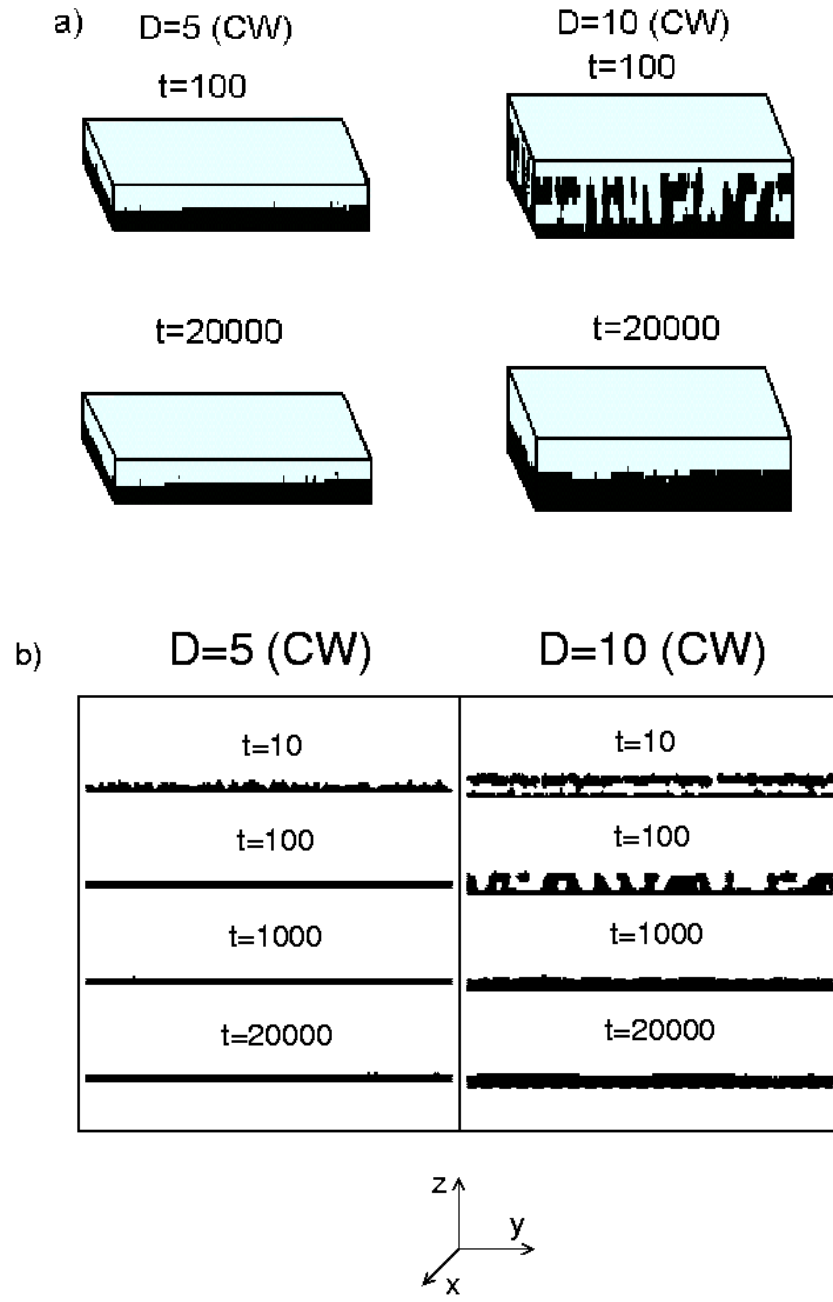 a) D=5 (CW) D=10 (CW)
t=100 t=100
t=20000 t=20000
b) D=5 (CW) D=10 (CW)
t=10 t=10
t=100 t=100
t=1000 t=1000
t=20000 t=20000
z
y
x